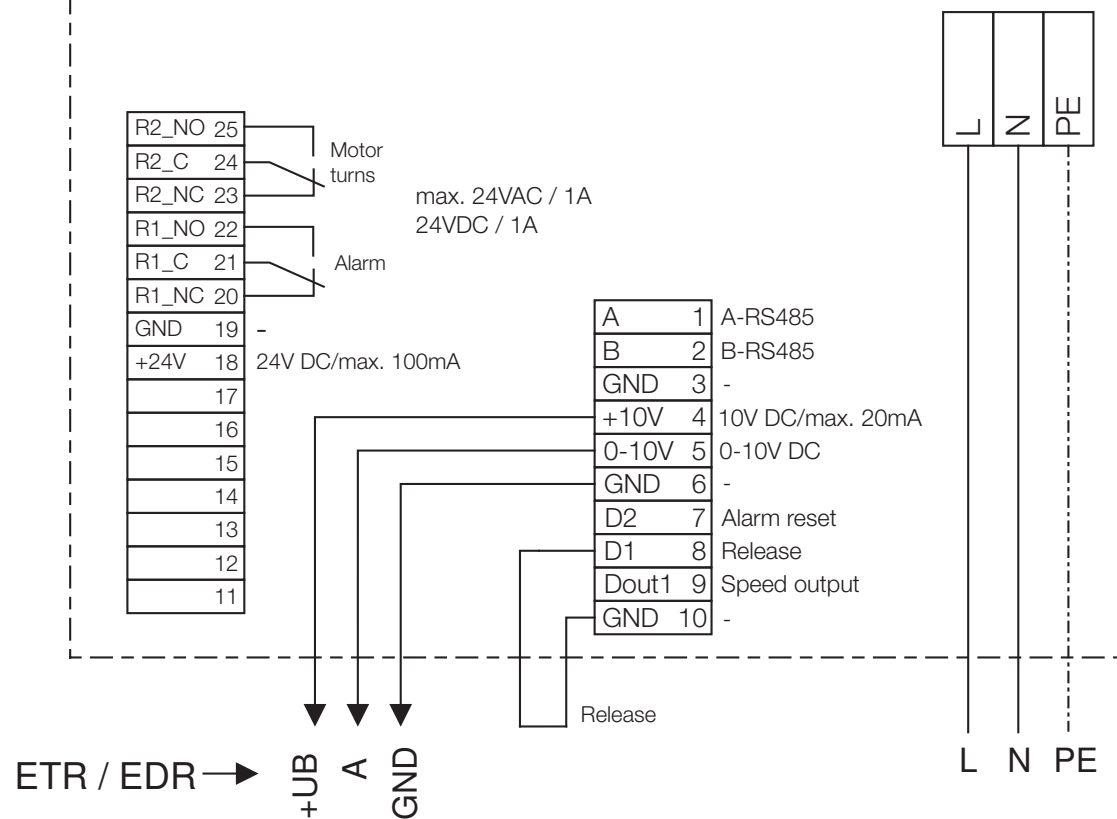 L
N
PE
R2_NO 25
R2_C 24
R2_NC 23
R1_NO 22
R1_C 21
R1_NC 20
GND 19 -
+24V 18 24V DC/max. 100mA
17
16
15
14
13
12
11
Motor
turns
max. 24VAC / 1A
24VDC / 1A
Alarm
A 1 A-RS485
B 2 B-RS485
GND 3 -
+10V 4 10V DC/max. 20mA
0-10V 5 0-10V DC
GND 6 -
D2 7 Alarm reset
D1 8 Release
Dout1 9 Speed output
GND 10 -
Release
ETR / EDR
+UB
A
GND
L N PE